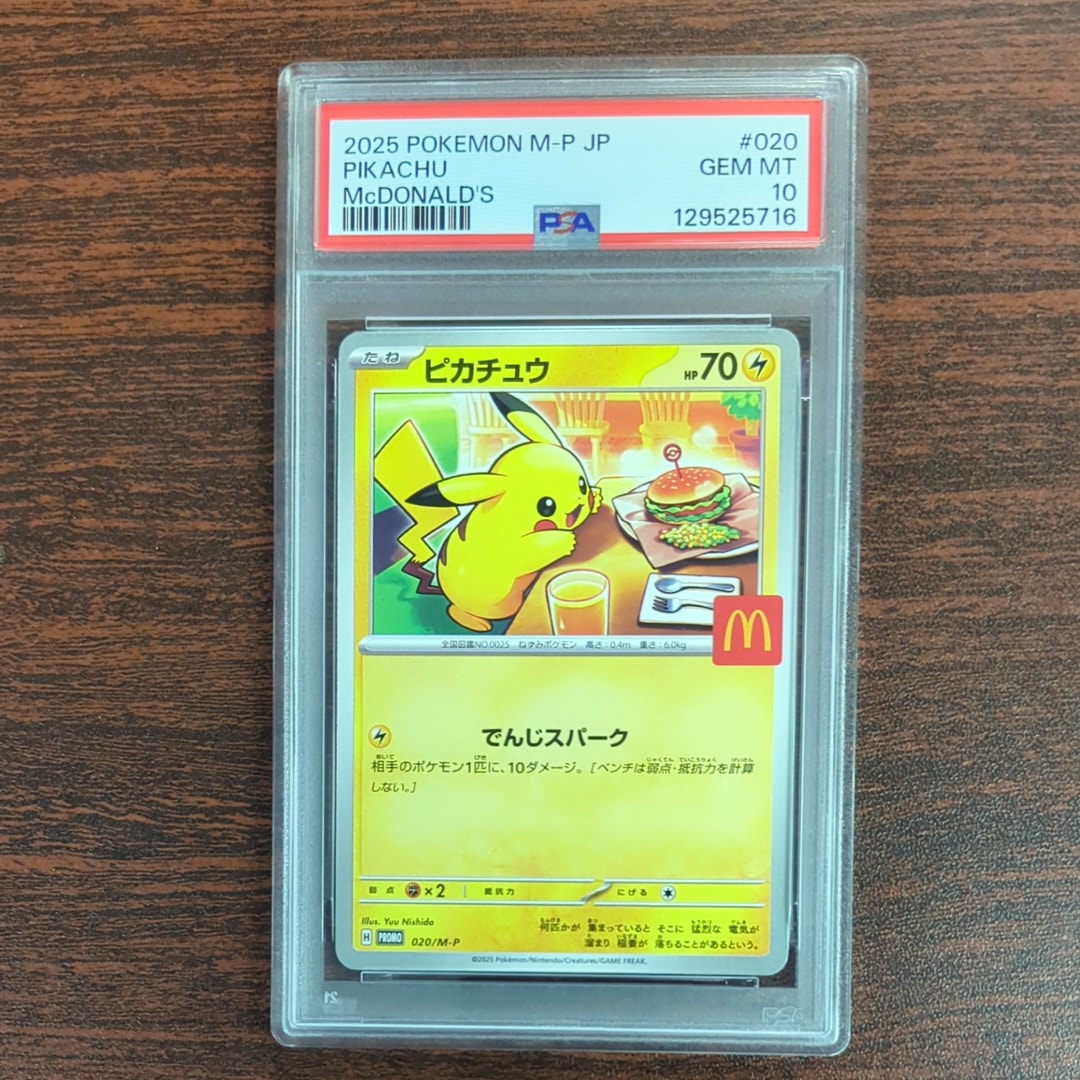 2025 POKEMON M-P JP #020
PIKACHU GEM MT
McDONALD'S 10
PSA 129525716
たね ピカチュウ HP70
全国図鑑NO.0025 ねずみポケモン 高さ:0.4m 重さ:6.0kg
でんじスパーク
相手のポケモン1匹に、10ダメージ。[ベンチは弱点・抵抗力を計算
しない。]
弱点 ×2 抵抗力 にげる
Illus. Yuu Nishida
何匹かが 集まっていると そこに 猛烈な 電気が
溜まり 稲妻が 落ちることがあるという。
H PROMO 020/M-P
©2025 Pokémon/Nintendo/Creatures/GAME FREAK.